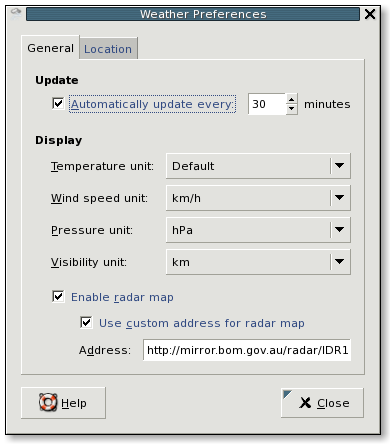 Weather Preferences
General Location
Update
Automatically update every: 30 minutes
Display
Temperature unit: Default
Wind speed unit: km/h
Pressure unit: hPa
Visibility unit: km
Enable radar map
Use custom address for radar map
Address: http://mirror.bom.gov.au/radar/IDR1
Help Close